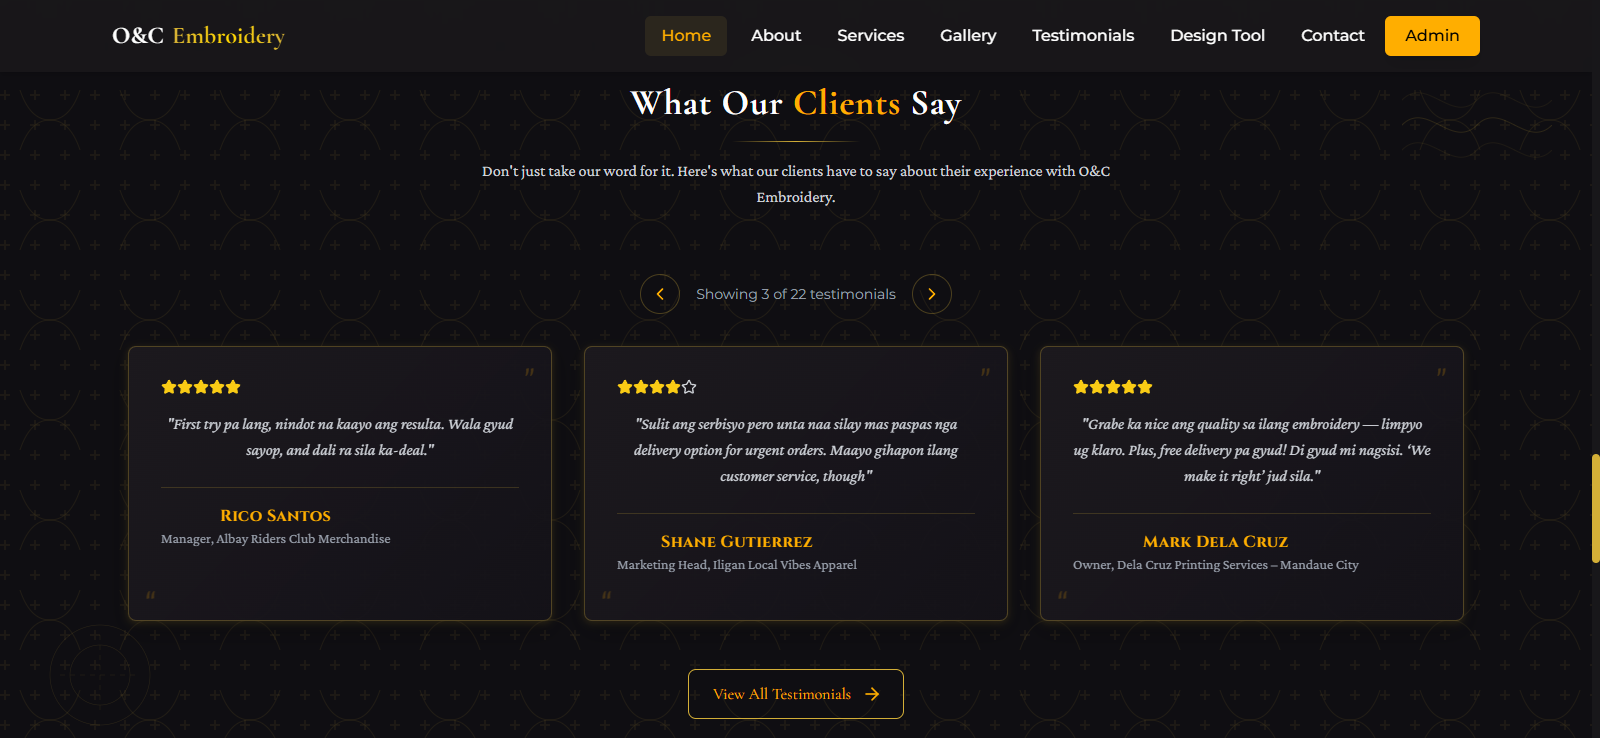 O&C Embroidery
Home
About
Services
Gallery
Testimonials
Design Tool
Contact
Admin
What Our Clients Say
Don't just take our word for it. Here's what our clients have to say about their experience with O&C
Embroidery.
Showing 3 of 22 testimonials
"
"First try pa lang, nindot na kaayo ang resulta. Wala gyud
sayop, and dali ra sila ka-deal."
Rico Santos
Manager, Albay Riders Club Merchandise
"
"
"Sulit ang serbisyo pero unta naa silay mas paspas nga
delivery option for urgent orders. Maayo gihapon ilang
customer service, though"
Shane Gutierrez
Marketing Head, Iligan Local Vibes Apparel
"
"
"Grabe ka nice ang quality sa ilang embroidery — limpyo
ug klaro. Plus, free delivery pa gyud! Di gyud mi nagsisi. ‘We
make it right’ jud sila."
Mark Dela Cruz
Owner, Dela Cruz Printing Services – Mandaue City
"
View All Testimonials